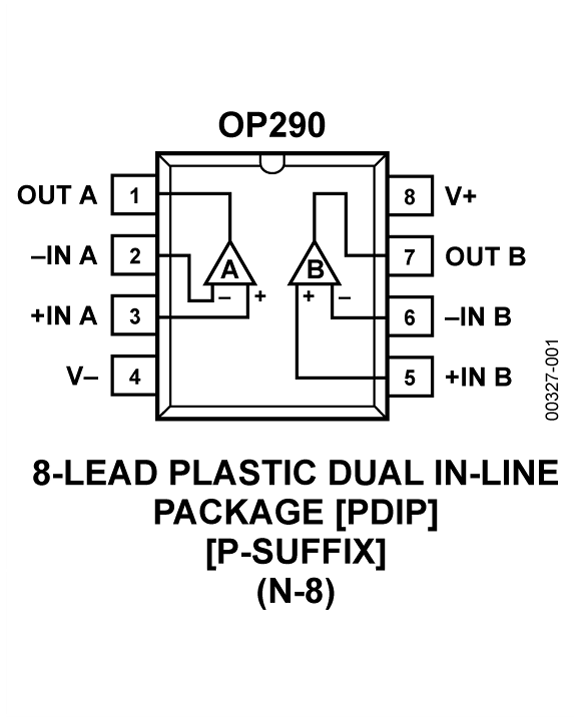 OP290
OUT A 1
–IN A 2
+IN A 3
V– 4
8 V+
7 OUT B
6 –IN B
5 +IN B
A
– +
B
+ –
00327-001
8-LEAD PLASTIC DUAL IN-LINE
PACKAGE [PDIP]
[P-SUFFIX]
(N-8)